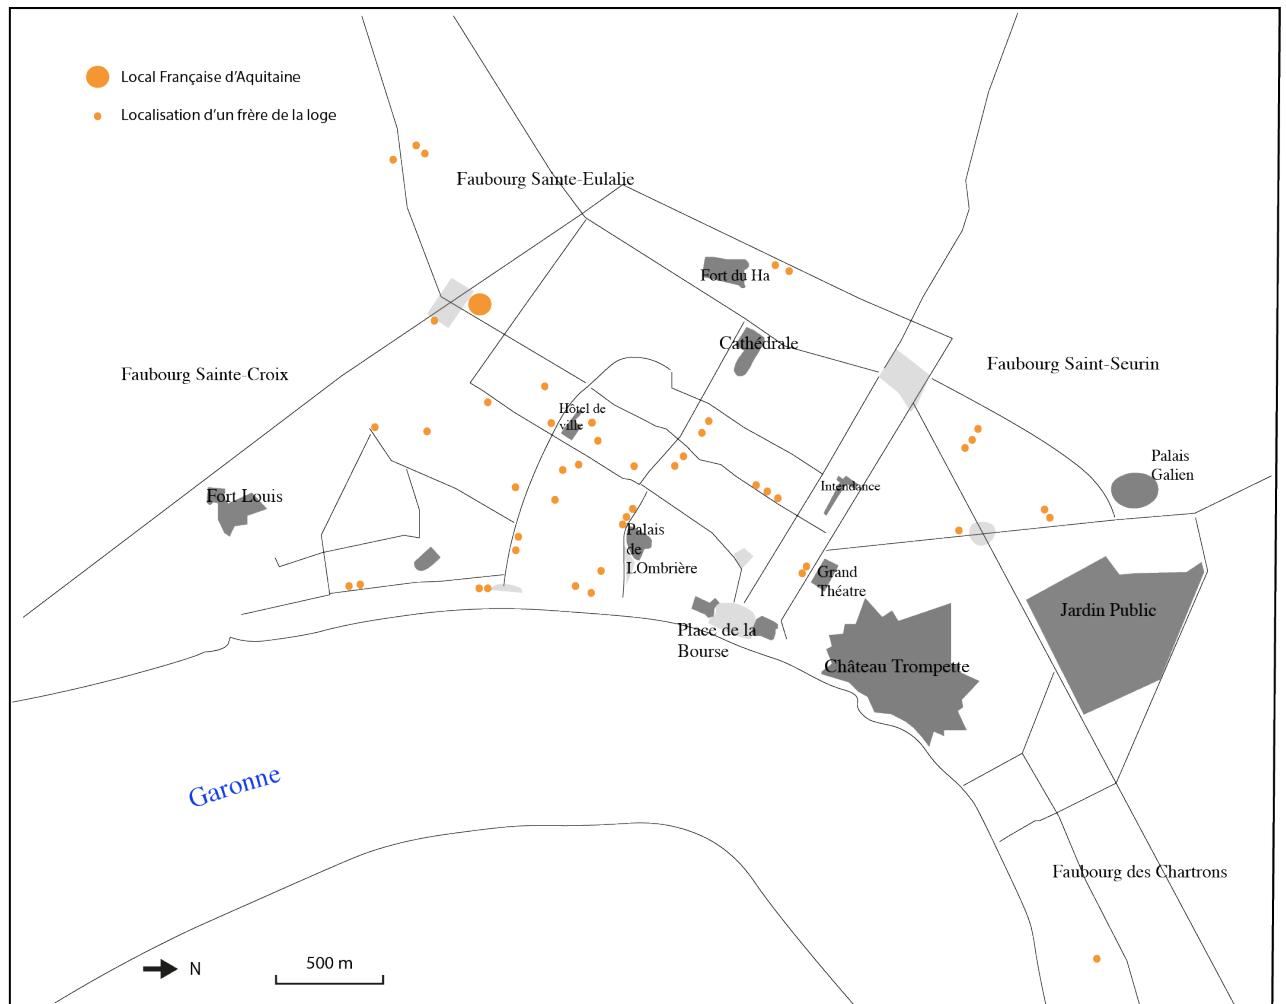 Local Française d'Aquitaine
Localisation d'un frère de la loge
Faubourg Sainte-Eulalie
Fort du Ha
Cathédrale
Faubourg Saint-Seurin
Faubourg Sainte-Croix
Hôtel de
ville
Palais
Galien
Intendance
Fort Louis
Palais
de
LOmbrière
Grand
Théatre
Jardin Public
Place de la
Bourse
Château Trompette
Garonne
Faubourg des Chartrons
N
500 m